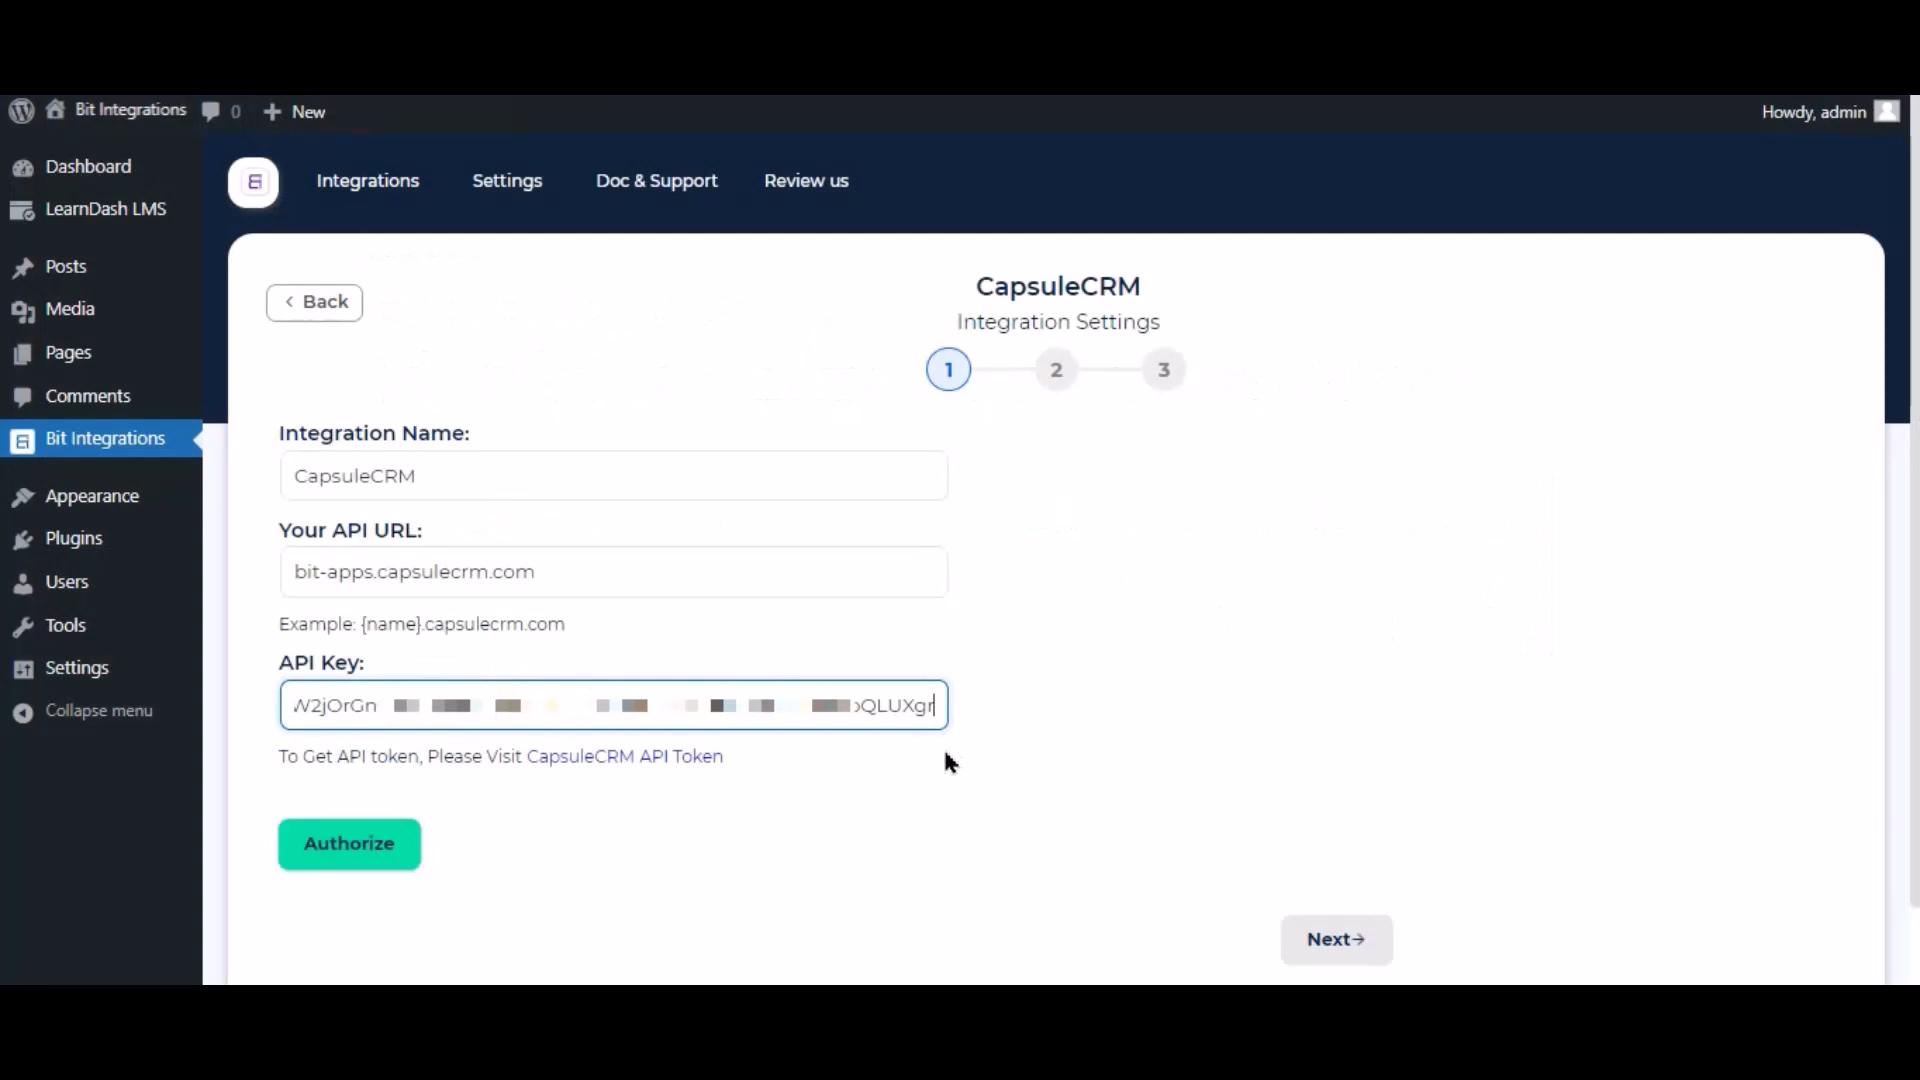 Bit Integrations 0 New Howdy, admin
Dashboard
LearnDash LMS
Posts
Media
Pages
Comments
Bit Integrations
Appearance
Plugins
Users
Tools
Settings
Collapse menu
Integrations Settings Doc & Support Review us
Back
CapsuleCRM
Integration Settings
1 2 3
Integration Name:
CapsuleCRM
Your API URL:
bit-apps.capsulecrm.com
Example: {name}.capsulecrm.com
API Key:
To Get API token, Please Visit CapsuleCRM API Token
Authorize
Next→